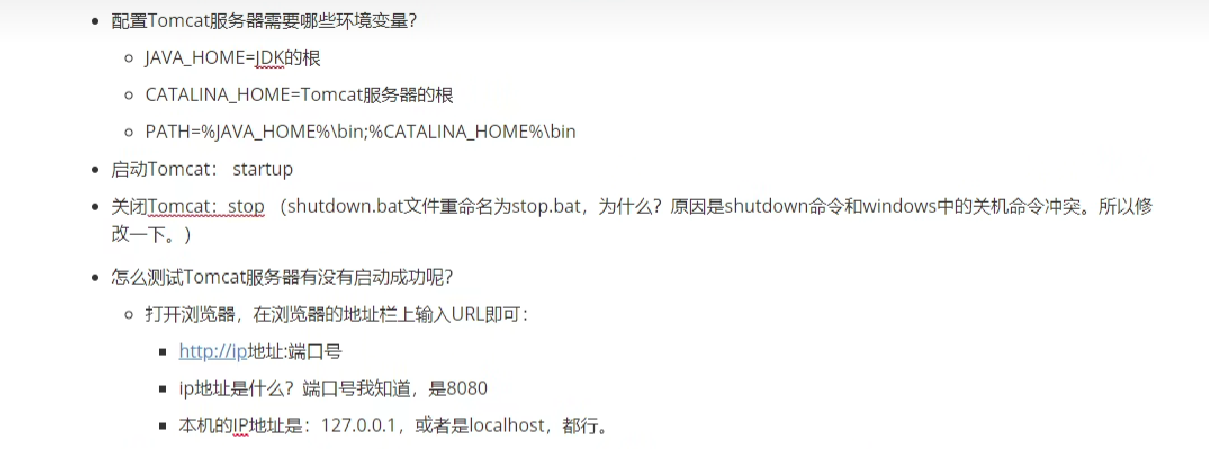 配置Tomcat服务器需要哪些环境变量？
JAVA_HOME=JDK的根
CATALINA_HOME=Tomcat服务器的根
PATH=%JAVA_HOME%\bin;%CATALINA_HOME%\bin
启动Tomcat： startup
关闭Tomcat：stop （shutdown.bat文件重命名为stop.bat，为什么？原因是shutdown命令和windows中的关机命令冲突。所以修
改一下。）
怎么测试Tomcat服务器有没有启动成功呢？
打开浏览器，在浏览器的地址栏上输入URL即可：
http://ip地址:端口号
ip地址是什么？端口号我知道，是8080
本机的IP地址是：127.0.0.1，或者是localhost，都行。